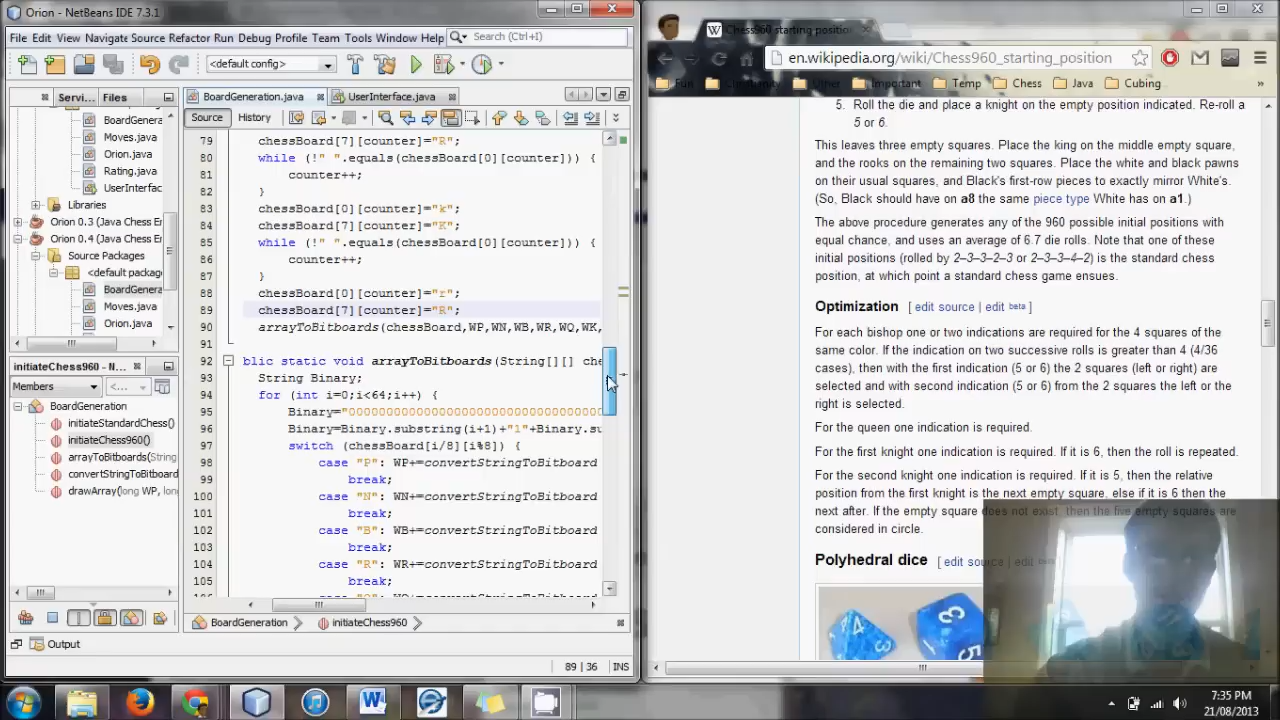 Orion - NetBeans IDE 7.3.1
File Edit View Navigate Source Refactor Run Debug Profile Team Tools Window Help
Search (Ctrl+I)
<default config>
Servi... Files
BoardGenera
Moves.java
Orion.java
Rating.java
UserInterfac
Libraries
Orion 0.3 (Java Chess Er
Orion 0.4 (Java Chess Er
Source Packages
<default package
BoardGenera
Moves.java
Orion.java
initiateChess960...
Members
<...
BoardGeneration
initiateStandardChess()
initiateChess960()
arrayToBitboards(String
convertStringToBitboard
drawArray(long WP, long
Output
BoardGeneration.java
UserInterface.java
Source
History
79 chessBoard[7][counter]="R";
80 while (!" ".equals(chessBoard[0][counter])) {
81 counter++;
82 }
83 chessBoard[0][counter]="k";
84 chessBoard[7][counter]="K";
85 while (!" ".equals(chessBoard[0][counter])) {
86 counter++;
87 }
88 chessBoard[0][counter]="r";
89 chessBoard[7][counter]="R";
90 arrayToBitboards(chessBoard,WP,WN,WB,WR,WQ,WK,
91
92 blic static void arrayToBitboards(String[][] che
93 String Binary;
94 for (int i=0;i<64;i++) {
95 Binary="0000000000000000000000000000000000
96 Binary=Binary.substring(i+1)+"1"+Binary.su
97 switch (chessBoard[i/8][i%8]) {
98 case "P": WP+=convertStringToBitboard
99 break;
100 case "N": WN+=convertStringToBitboard
101 break;
102 case "B": WB+=convertStringToBitboard
103 break;
104 case "R": WR+=convertStringToBitboard
105 break;
BoardGeneration
initiateChess960
89 | 36 INS
Chess960 starting positio
en.wikipedia.org/wiki/Chess960_starting_position
Fun
Other
Important
Chess
Java
Cubing
5. Roll the die and place a knight on the empty position indicated. Re-roll a
5 or 6.
This leaves three empty squares. Place the king on the middle empty square,
and the rooks on the remaining two squares. Place the white and black pawns
on their usual squares, and Black's first-row pieces to exactly mirror White's.
(So, Black should have on a8 the same piece type White has on a1.)
The above procedure generates any of the 960 possible initial positions with
equal chance, and uses an average of 6.7 die rolls. Note that one of these
initial positions (rolled by 2–3–3–2–3 or 2–3–3–4–2) is the standard chess
position, at which point a standard chess game ensues.
Optimization [ edit source | edit beta ]
For each bishop one or two indications are required for the 4 squares of the
same color. If the indication on two successive rolls is greater than 4 (4/36
cases), then with the first indication (5 or 6) the 2 squares (left or right) are
selected and with second indication (5 or 6) from the 2 squares the left or the
right is selected.
For the queen one indication is required.
For the first knight one indication is required. If it is 6, then the roll is repeated.
For the second knight one indication is required. If it is 5, then the relative
position from the first knight is the next empty square, else if it is 6 then the
next after. If the empty square does not exist, then the five empty squares are
considered in circle.
Polyhedral dice [ edit source | edit beta
7:35 PM
21/08/2013